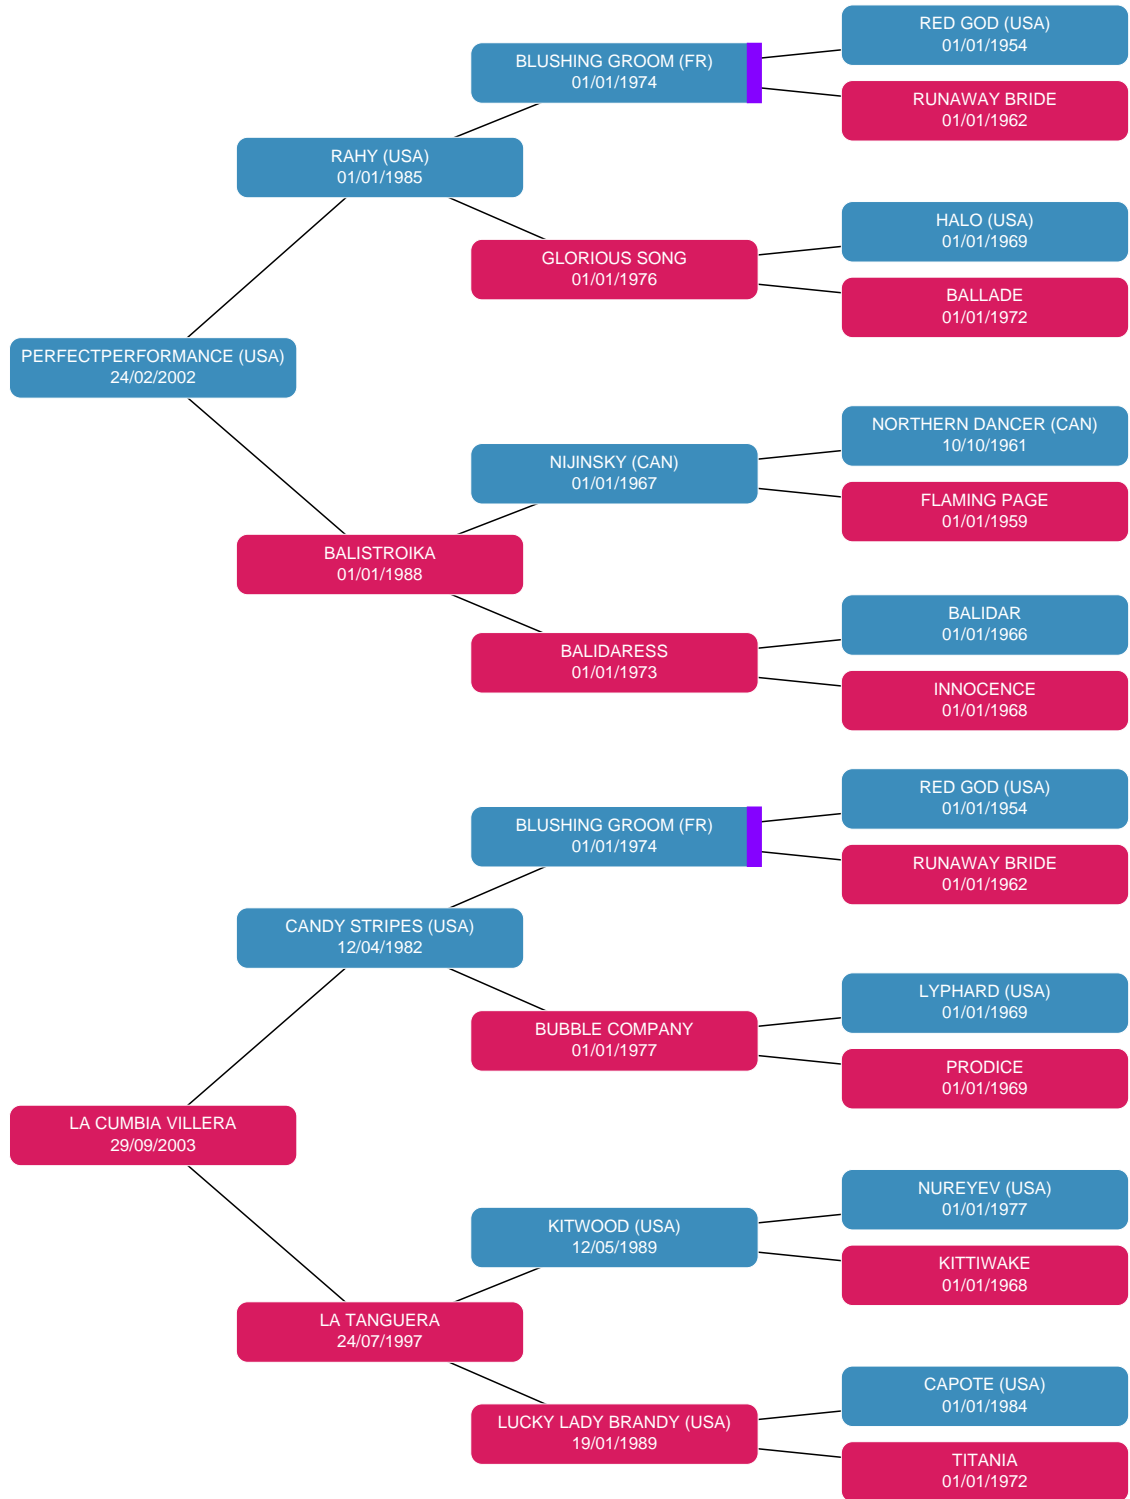 RED GOD (USA)
01/01/1954
BLUSHING GROOM (FR)
01/01/1974
RUNAWAY BRIDE
01/01/1962
RAHY (USA)
01/01/1985
HALO (USA)
01/01/1969
GLORIOUS SONG
01/01/1976
BALLADE
01/01/1972
PERFECTPERFORMANCE (USA)
24/02/2002
NORTHERN DANCER (CAN)
10/10/1961
NIJINSKY (CAN)
01/01/1967
FLAMING PAGE
01/01/1959
BALISTROIKA
01/01/1988
BALIDAR
01/01/1966
BALIDARESS
01/01/1973
INNOCENCE
01/01/1968
RED GOD (USA)
01/01/1954
BLUSHING GROOM (FR)
01/01/1974
RUNAWAY BRIDE
01/01/1962
CANDY STRIPES (USA)
12/04/1982
LYPHARD (USA)
01/01/1969
BUBBLE COMPANY
01/01/1977
PRODICE
01/01/1969
LA CUMBIA VILLERA
29/09/2003
NUREYEV (USA)
01/01/1977
KITWOOD (USA)
12/05/1989
KITTIWAKE
01/01/1968
LA TANGUERA
24/07/1997
CAPOTE (USA)
01/01/1984
LUCKY LADY BRANDY (USA)
19/01/1989
TITANIA
01/01/1972